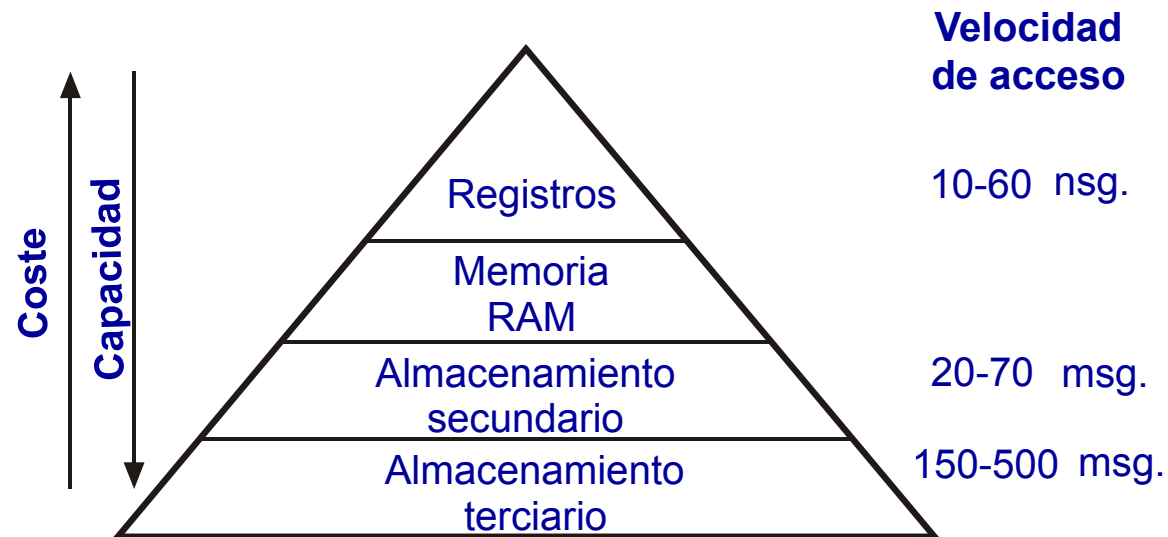 Velocidad
de acceso
Coste
Capacidad
Registros
10-60 nsg.
Memoria
RAM
Almacenamiento
secundario
20-70 msg.
Almacenamiento
terciario
150-500 msg.